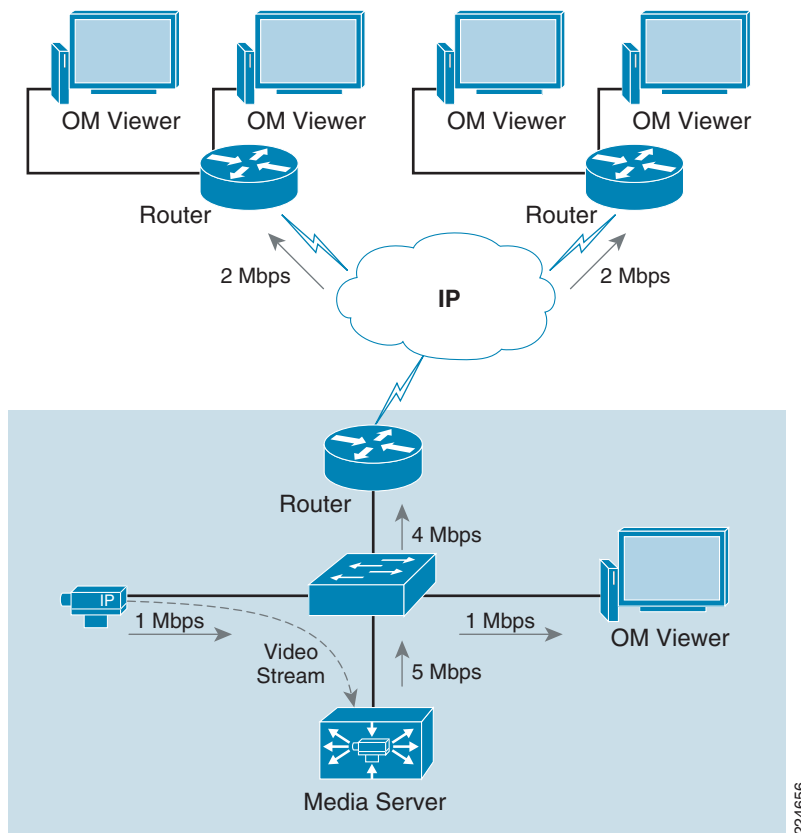 OM Viewer
OM Viewer
OM Viewer
OM Viewer
Router
Router
2 Mbps
IP
2 Mbps
Router
4 Mbps
IP
1 Mbps
1 Mbps
OM Viewer
Video
Stream
5 Mbps
Media Server
224656